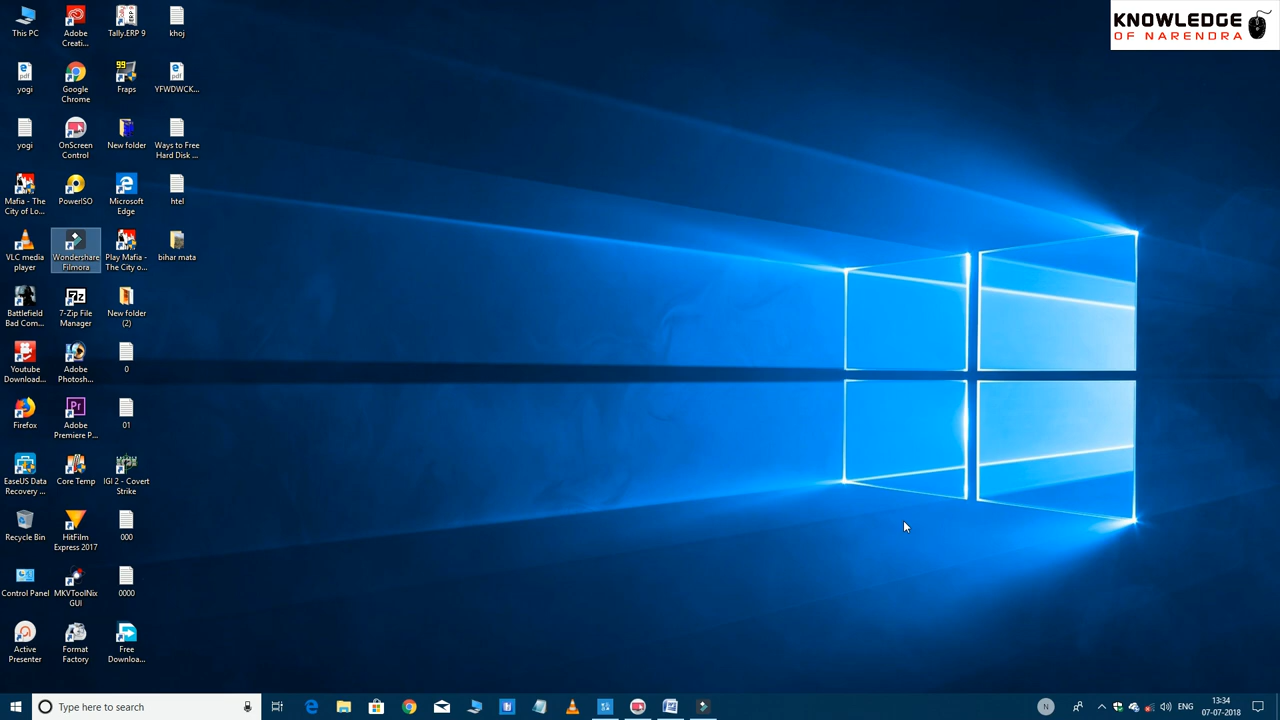 KNOWLEDGE
OF NARENDRA
This PC
Adobe
Creati...
Tally.ERP 9
khoj
yogi
Google
Chrome
Fraps
YFWDWCK...
yogi
OnScreen
Control
New folder
Ways to Free
Hard Disk ...
Mafia - The
City of Lo...
PowerISO
Microsoft
Edge
htel
VLC media
player
Wondershare
Filmora
Play Mafia -
The City o...
bihar mata
Battlefield
Bad Com...
7-Zip File
Manager
New folder
(2)
Youtube
Download...
Adobe
Photosh...
0
Firefox
Adobe
Premiere P...
01
EaseUS Data
Recovery ...
Core Temp
IGI 2 - Covert
Strike
Recycle Bin
HitFilm
Express 2017
000
Control Panel
MKVToolNix
GUI
0000
Active
Presenter
Format
Factory
Free
Downloa...
Type here to search
N
ENG
13:34
07-07-2018